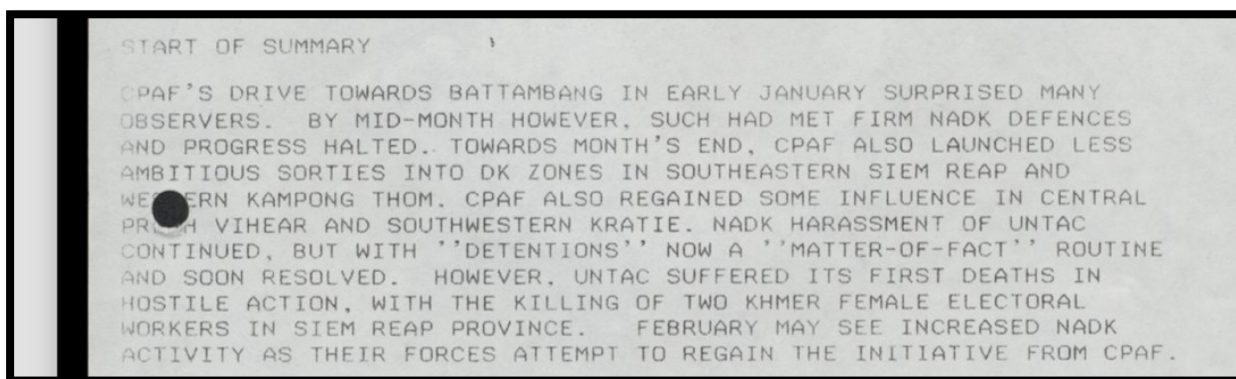 START OF SUMMARY
CPAF'S DRIVE TOWARDS BATTAMBANG IN EARLY JANUARY SURPRISED MANY
OBSERVERS. BY MID-MONTH HOWEVER, SUCH HAD MET FIRM NADK DEFENCES
AND PROGRESS HALTED. TOWARDS MONTH'S END, CPAF ALSO LAUNCHED LESS
AMBITIOUS SORTIES INTO DK ZONES IN SOUTHEASTERN SIEM REAP AND
KAMPONG THOM. CPAF ALSO REGAINED SOME INFLUENCE IN CENTRAL
VIHEAR AND SOUTHWESTERN KRATIE. NADK HARASSMENT OF UNTAC
CONTINUED, BUT WITH ''DETENTIONS'' NOW A ''MATTER-OF-FACT'' ROUTINE
AND SOON RESOLVED. HOWEVER, UNTAC SUFFERED ITS FIRST DEATHS IN
HOSTILE ACTION, WITH THE KILLING OF TWO KHMER FEMALE ELECTORAL
WORKERS IN SIEM REAP PROVINCE. FEBRUARY MAY SEE INCREASED NADK
ACTIVITY AS THEIR FORCES ATTEMPT TO REGAIN THE INITIATIVE FROM CPAF.